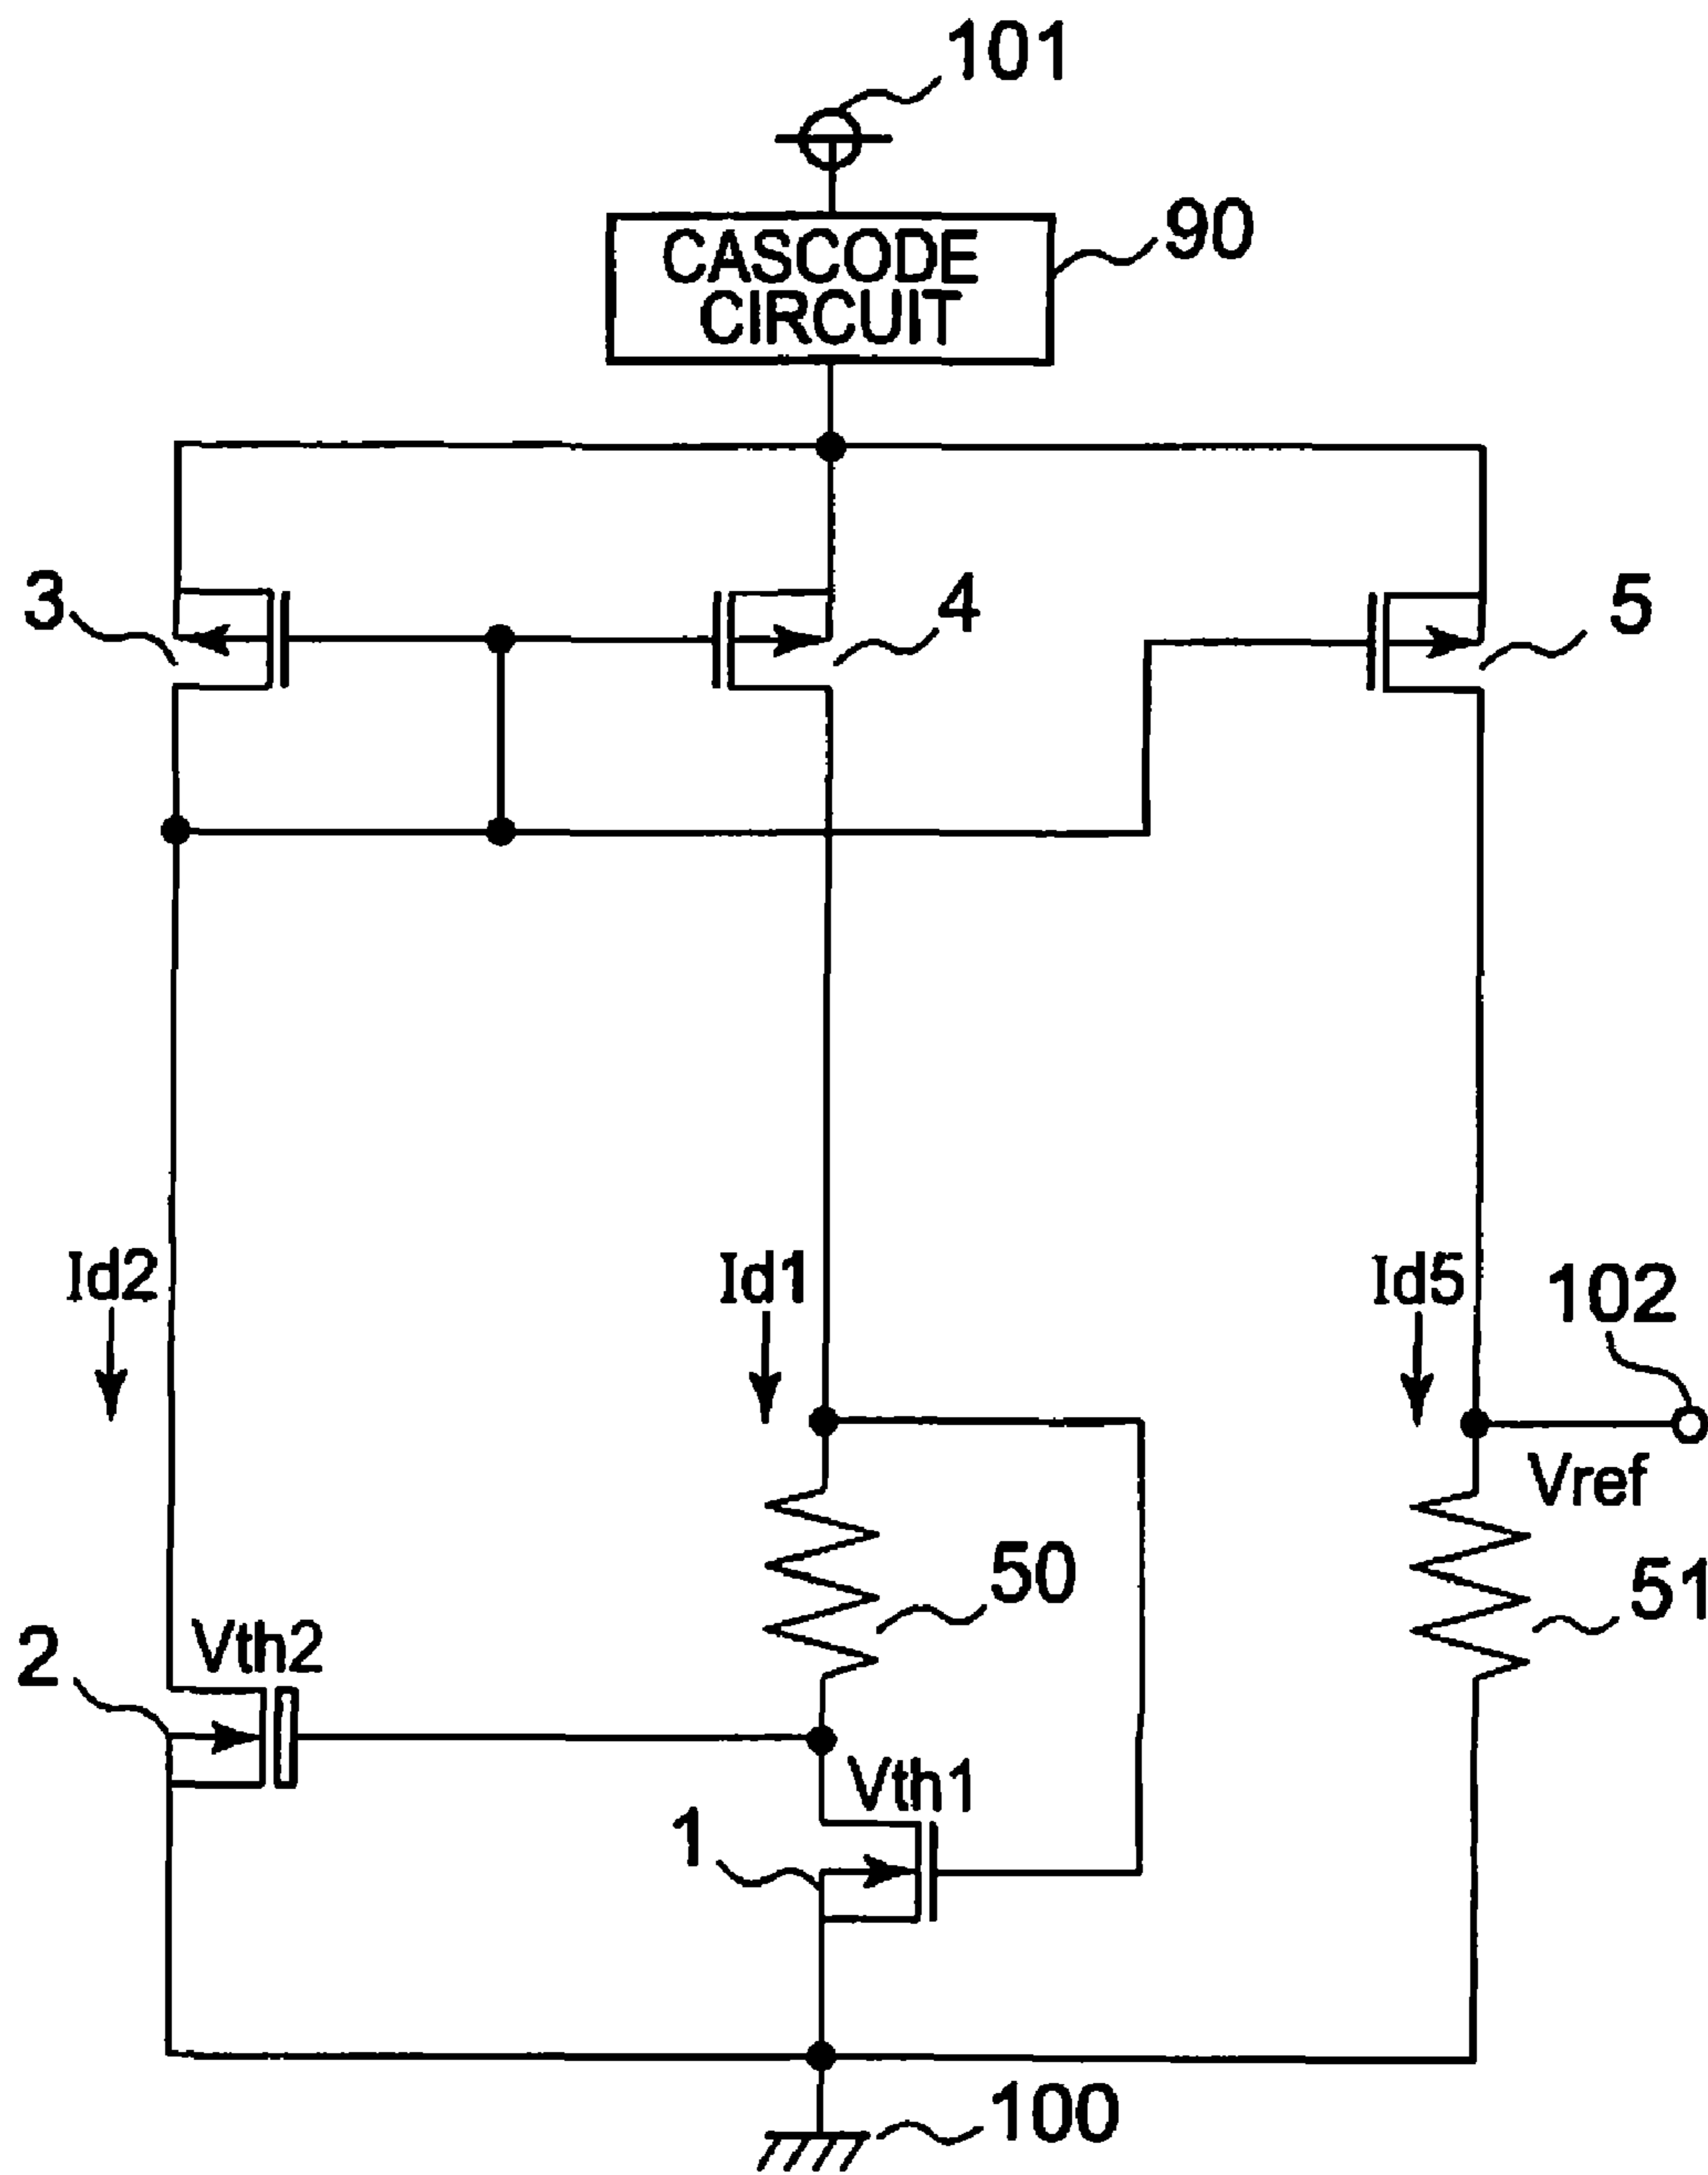 101
CASCODE
CIRCUIT
90
3
4
5
Id2
Id1
Id5
102
Vref
50
51
2
Vth2
Vth1
1
100